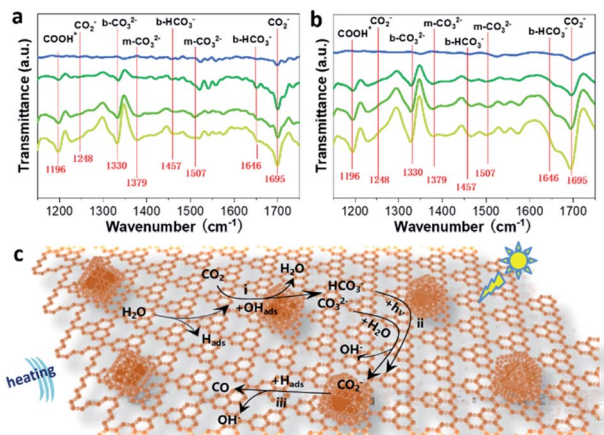 a
b
COOH*
CO₂⁻
b-CO₃²⁻
m-CO₃²⁻
b-HCO₃⁻
m-CO₃²⁻
b-HCO₃⁻
CO₂⁻
1196
1248
1330
1379
1457
1507
1646
1695
Transmittance (a.u.)
1200 1300 1400 1500 1600 1700
Wavenumber (cm⁻¹)
COOH*
CO₂⁻
b-CO₃²⁻
m-CO₃²⁻
b-HCO₃⁻
m-CO₃²⁻
b-HCO₃⁻
CO₂⁻
1196
1248
1330
1379
1457
1507
1646
1695
Transmittance (a.u.)
1200 1300 1400 1500 1600 1700
Wavenumber (cm⁻¹)
c
CO₂
i
H₂O
H₂O
+OHads
Hads
HCO₃⁻
CO₃²⁻
+hν
+H₂O
ii
OH⁻
heating
CO
+Hads
CO₂⁻
OH⁻
iii